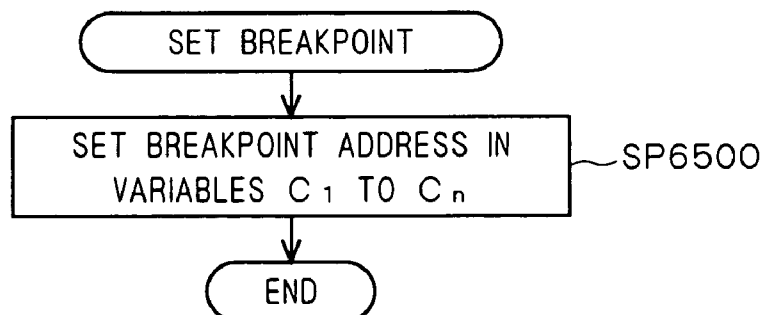 SET BREAKPOINT
SET BREAKPOINT ADDRESS IN
VARIABLES C₁ TO Cₙ
SP6500
END